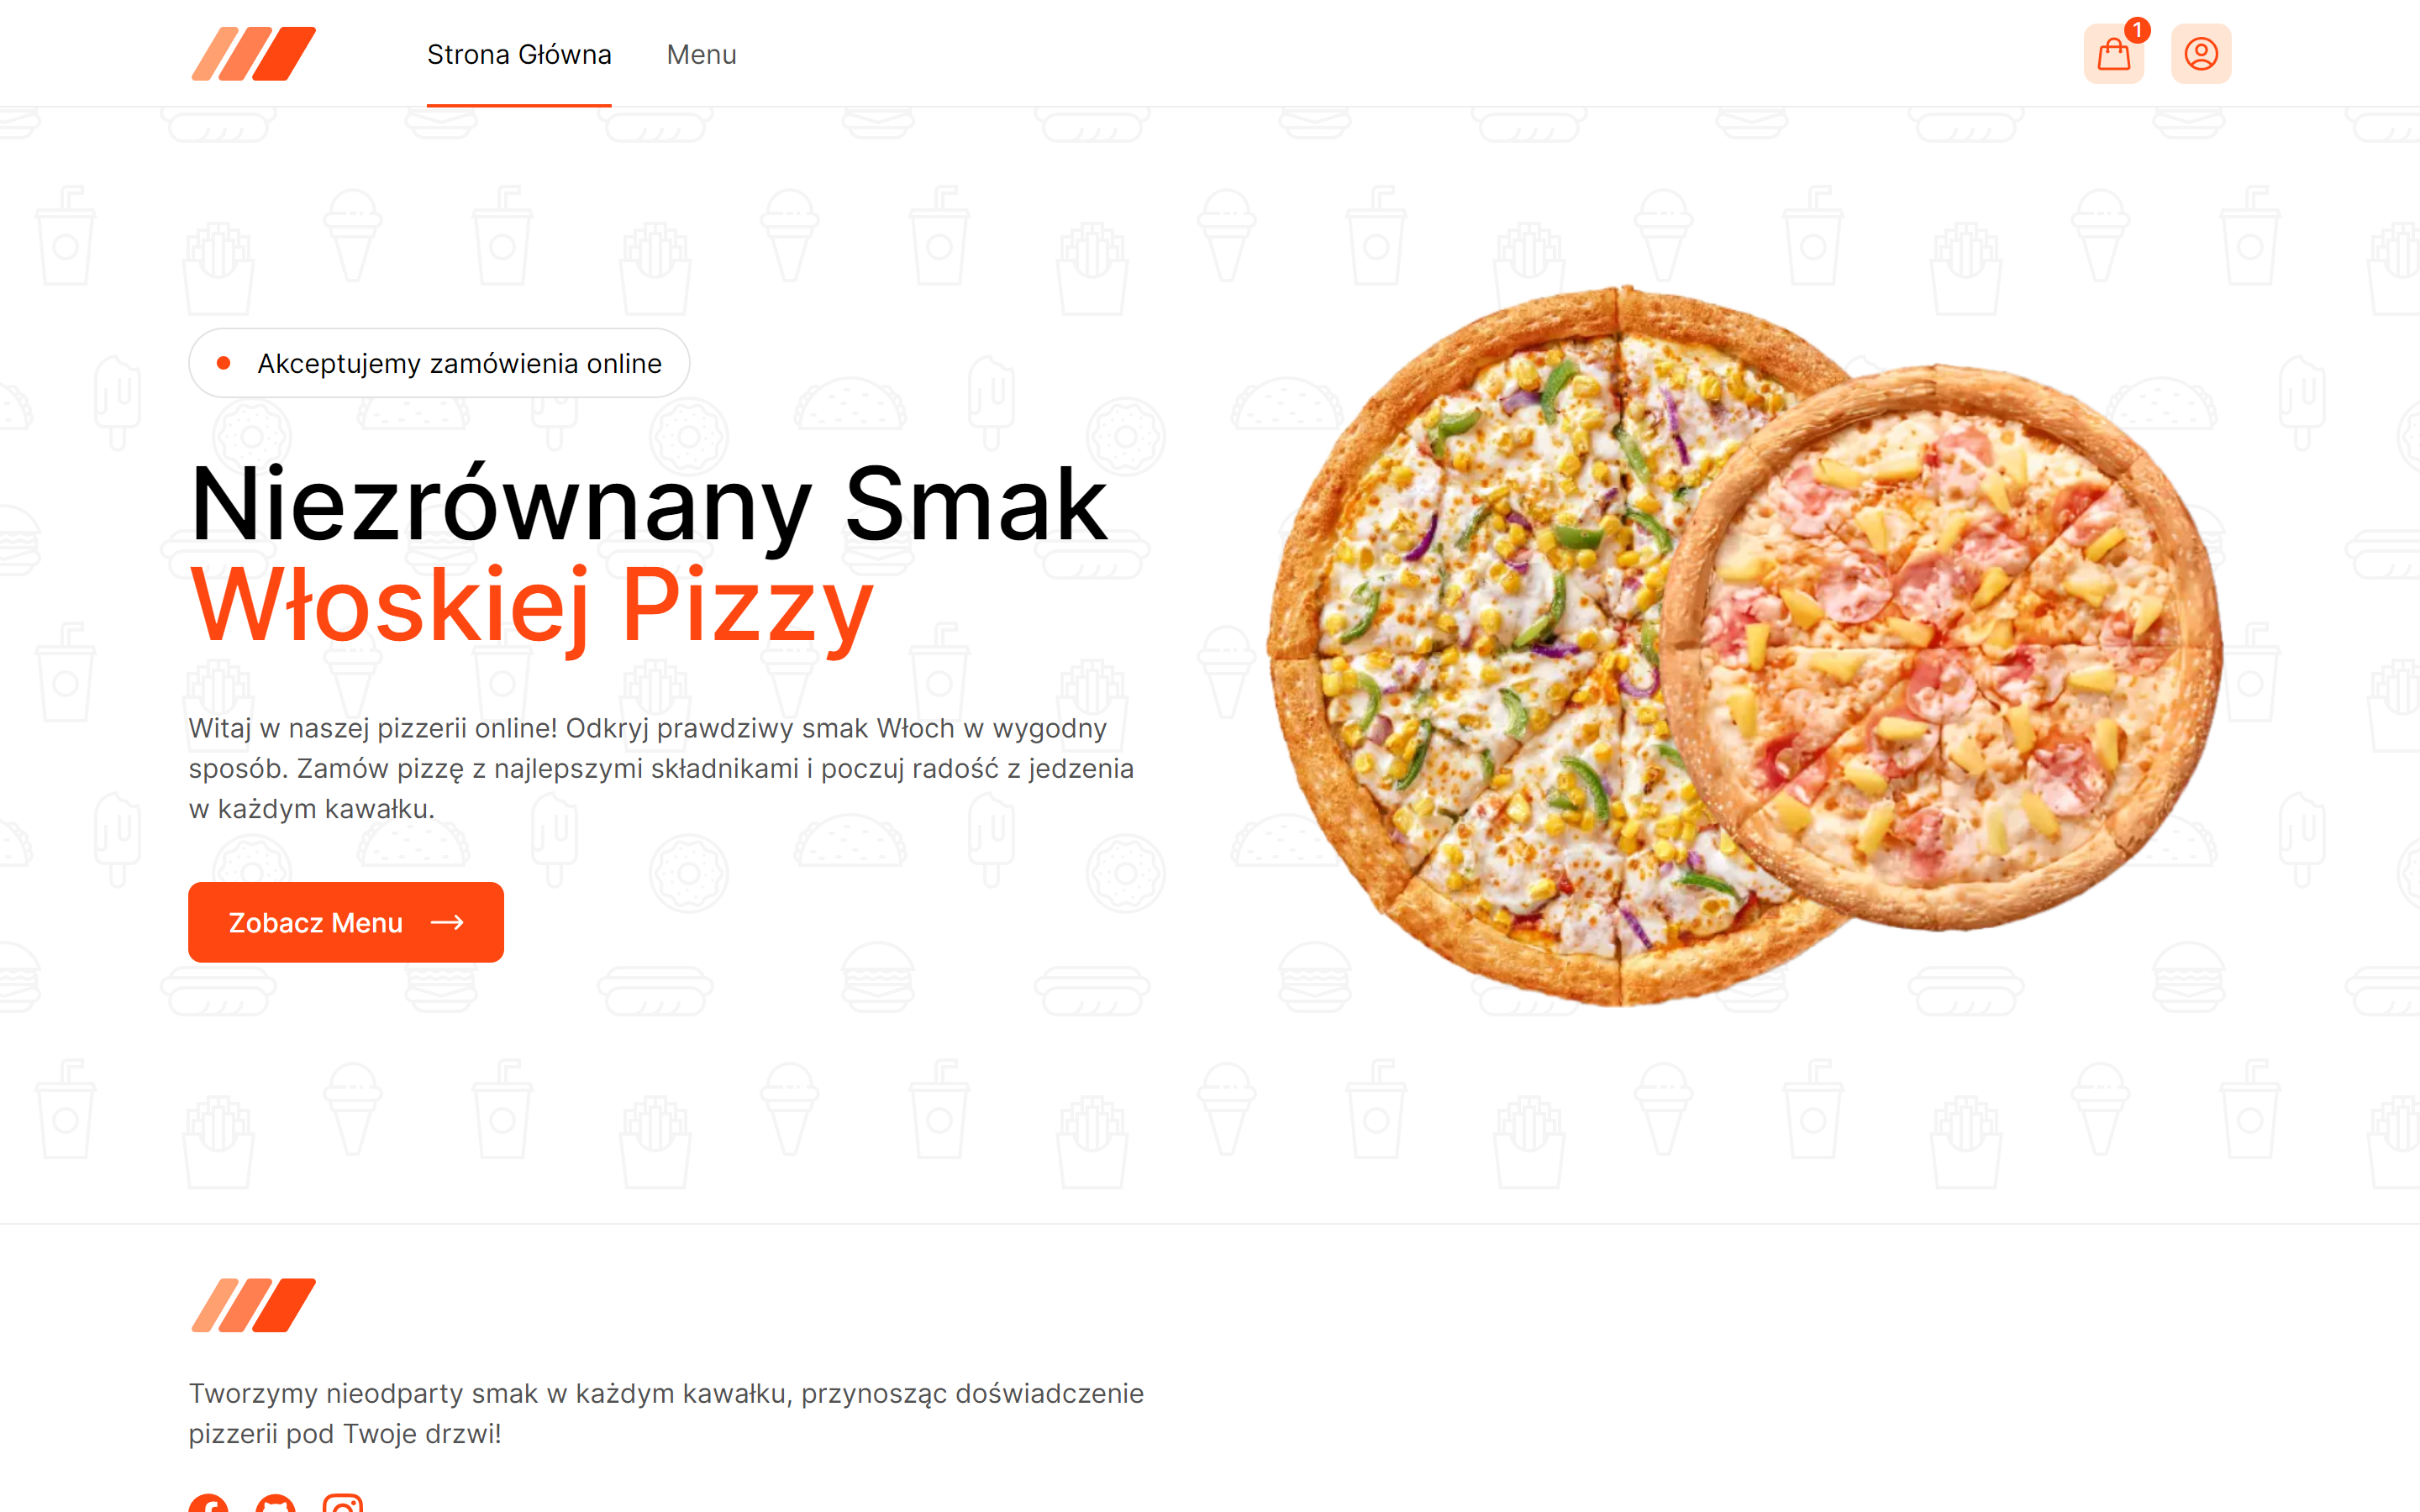 Strona Główna
Menu
1
Akceptujemy zamówienia online
Niezrównany Smak
Włoskiej Pizzy
Witaj w naszej pizzerii online! Odkryj prawdziwy smak Włoch w wygodny
sposób. Zamów pizzę z najlepszymi składnikami i poczuj radość z jedzenia
w każdym kawałku.
Zobacz Menu
Tworzymy nieodparty smak w każdym kawałku, przynosząc doświadczenie
pizzerii pod Twoje drzwi!